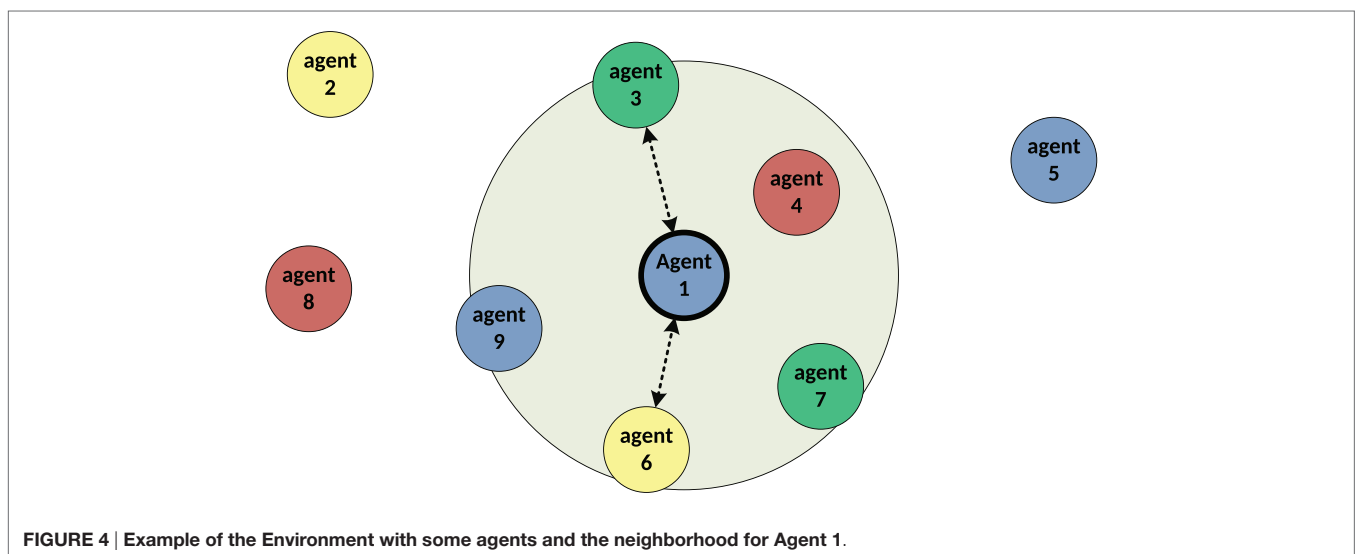 agent
2
agent
3
agent
4
agent
5
Agent
1
agent
8
agent
9
agent
7
agent
6
FIGURE 4 | Example of the Environment with some agents and the neighborhood for Agent 1.